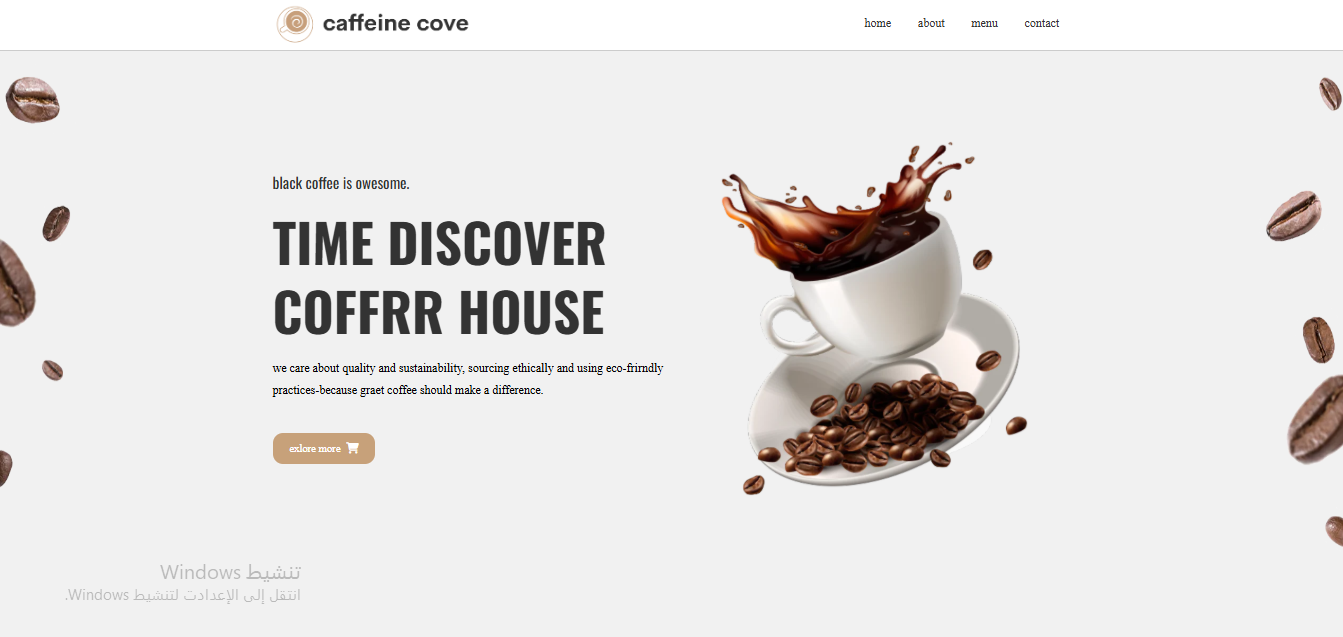 caffeine cove
home about menu contact
black coffee is owesome.
TIME DISCOVER
COFFRR HOUSE
we care about quality and sustainability, sourcing ethically and using eco-frirndly
practices-because graet coffee should make a difference.
exlore more
تنشيط Windows
انتقل إلى الإعدادت لتنشيط Windows.